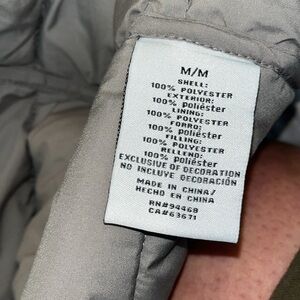 M/M
SHELL:
100% POLYESTER
EXTERIOR:
100% poliéster
LINING:
100% POLYESTER
FORRO:
100% poliéster
FILLING:
100% POLYESTER
RELLENO:
100% poliéster
EXCLUSIVE OF DECORATION
NO INCLUYE DECORACIÓN
MADE IN CHINA/
HECHO EN CHINA
RN#94468
CA#63671